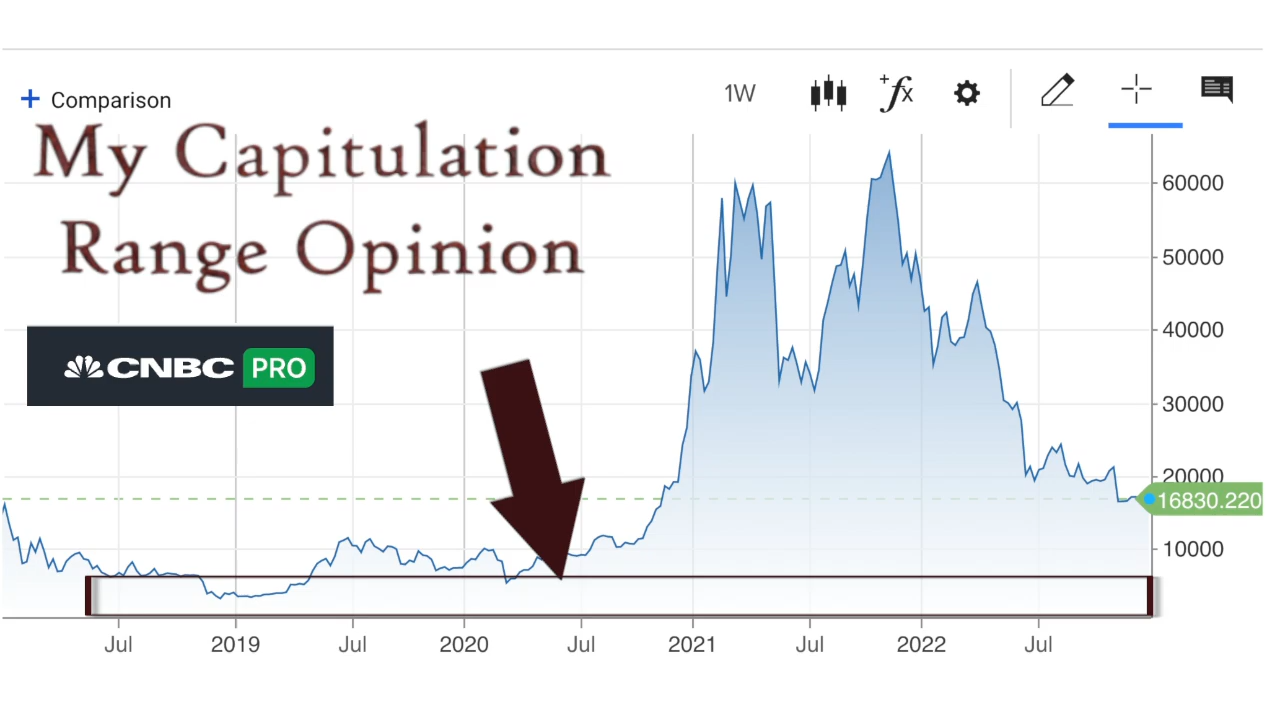 + Comparison
1W
+fx
My Capitulation
Range Opinion
CNBC PRO
60000
50000
40000
30000
20000
16830.220
10000
Jul 2019 Jul 2020 Jul 2021 Jul 2022 Jul